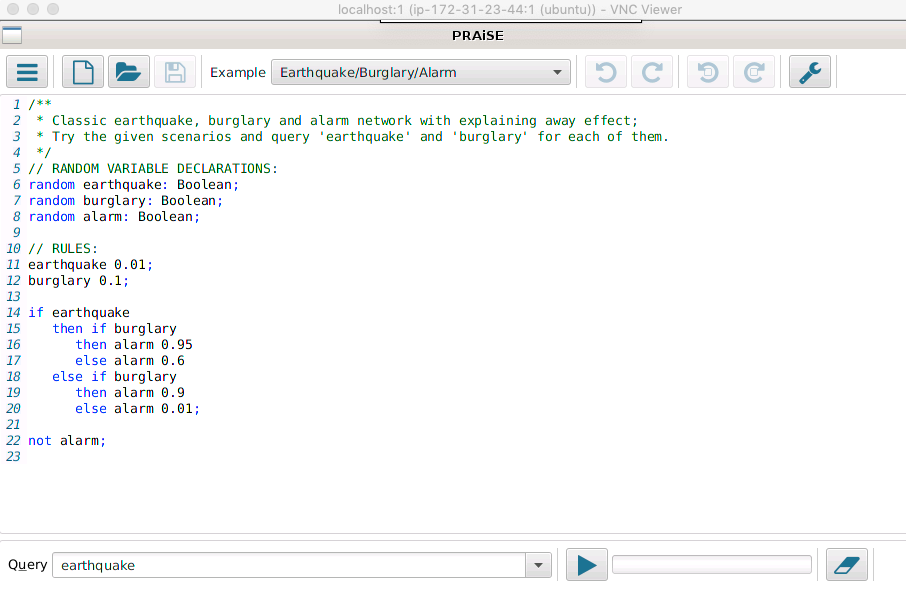 localhost:1 (ip-172-31-23-44:1 (ubuntu)) - VNC Viewer
PRAiSE
Example Earthquake/Burglary/Alarm
1 /**
2  * Classic earthquake, burglary and alarm network with explaining away effect;
3  * Try the given scenarios and query 'earthquake' and 'burglary' for each of them.
4  */
5 // RANDOM VARIABLE DECLARATIONS:
6 random earthquake: Boolean;
7 random burglary: Boolean;
8 random alarm: Boolean;
9
10 // RULES:
11 earthquake 0.01;
12 burglary 0.1;
13
14 if earthquake
15    then if burglary
16       then alarm 0.95
17       else alarm 0.6
18    else if burglary
19       then alarm 0.9
20       else alarm 0.01;
21
22 not alarm;
23
Query earthquake